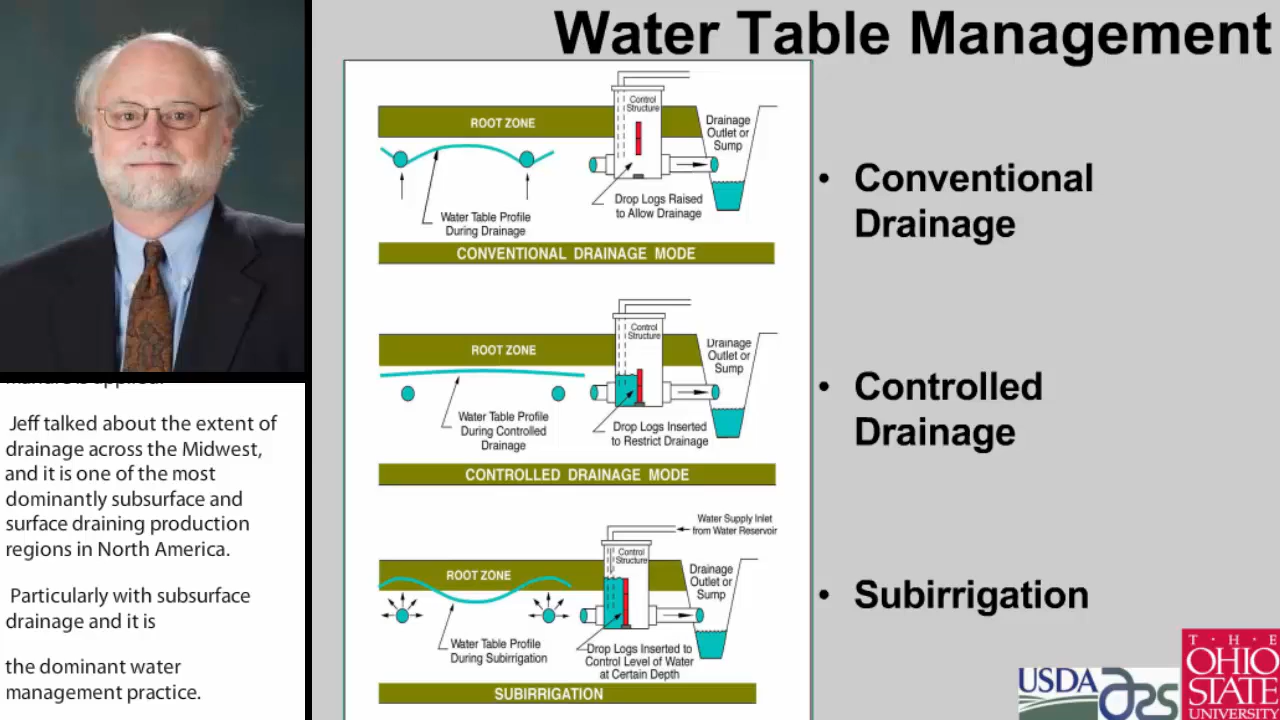 Water Table Management
Control
Structure
ROOT ZONE
Drainage
Outlet or
Sump
Drop Logs Raised
to Allow Drainage
Water Table Profile
During Drainage
CONVENTIONAL DRAINAGE MODE
Control
Structure
ROOT ZONE
Drainage
Outlet or
Sump
Water Table Profile
During Controlled
Drainage
Drop Logs Inserted
to Restrict Drainage
CONTROLLED DRAINAGE MODE
Water Supply Inlet
from Water Reservoir
Control
Structure
ROOT ZONE
Drainage
Outlet or
Sump
Water Table Profile
During Subirrigation
Drop Logs Inserted to
Control Level of Water
at Certain Depth
SUBIRRIGATION
• Conventional
Drainage
• Controlled
Drainage
• Subirrigation
Jeff talked about the extent of
drainage across the Midwest,
and it is one of the most
dominantly subsurface and
surface draining production
regions in North America.
Particularly with subsurface
drainage and it is
the dominant water
management practice.
USDA ars
T·H·E
OHIO
STATE
UNIVERSITY